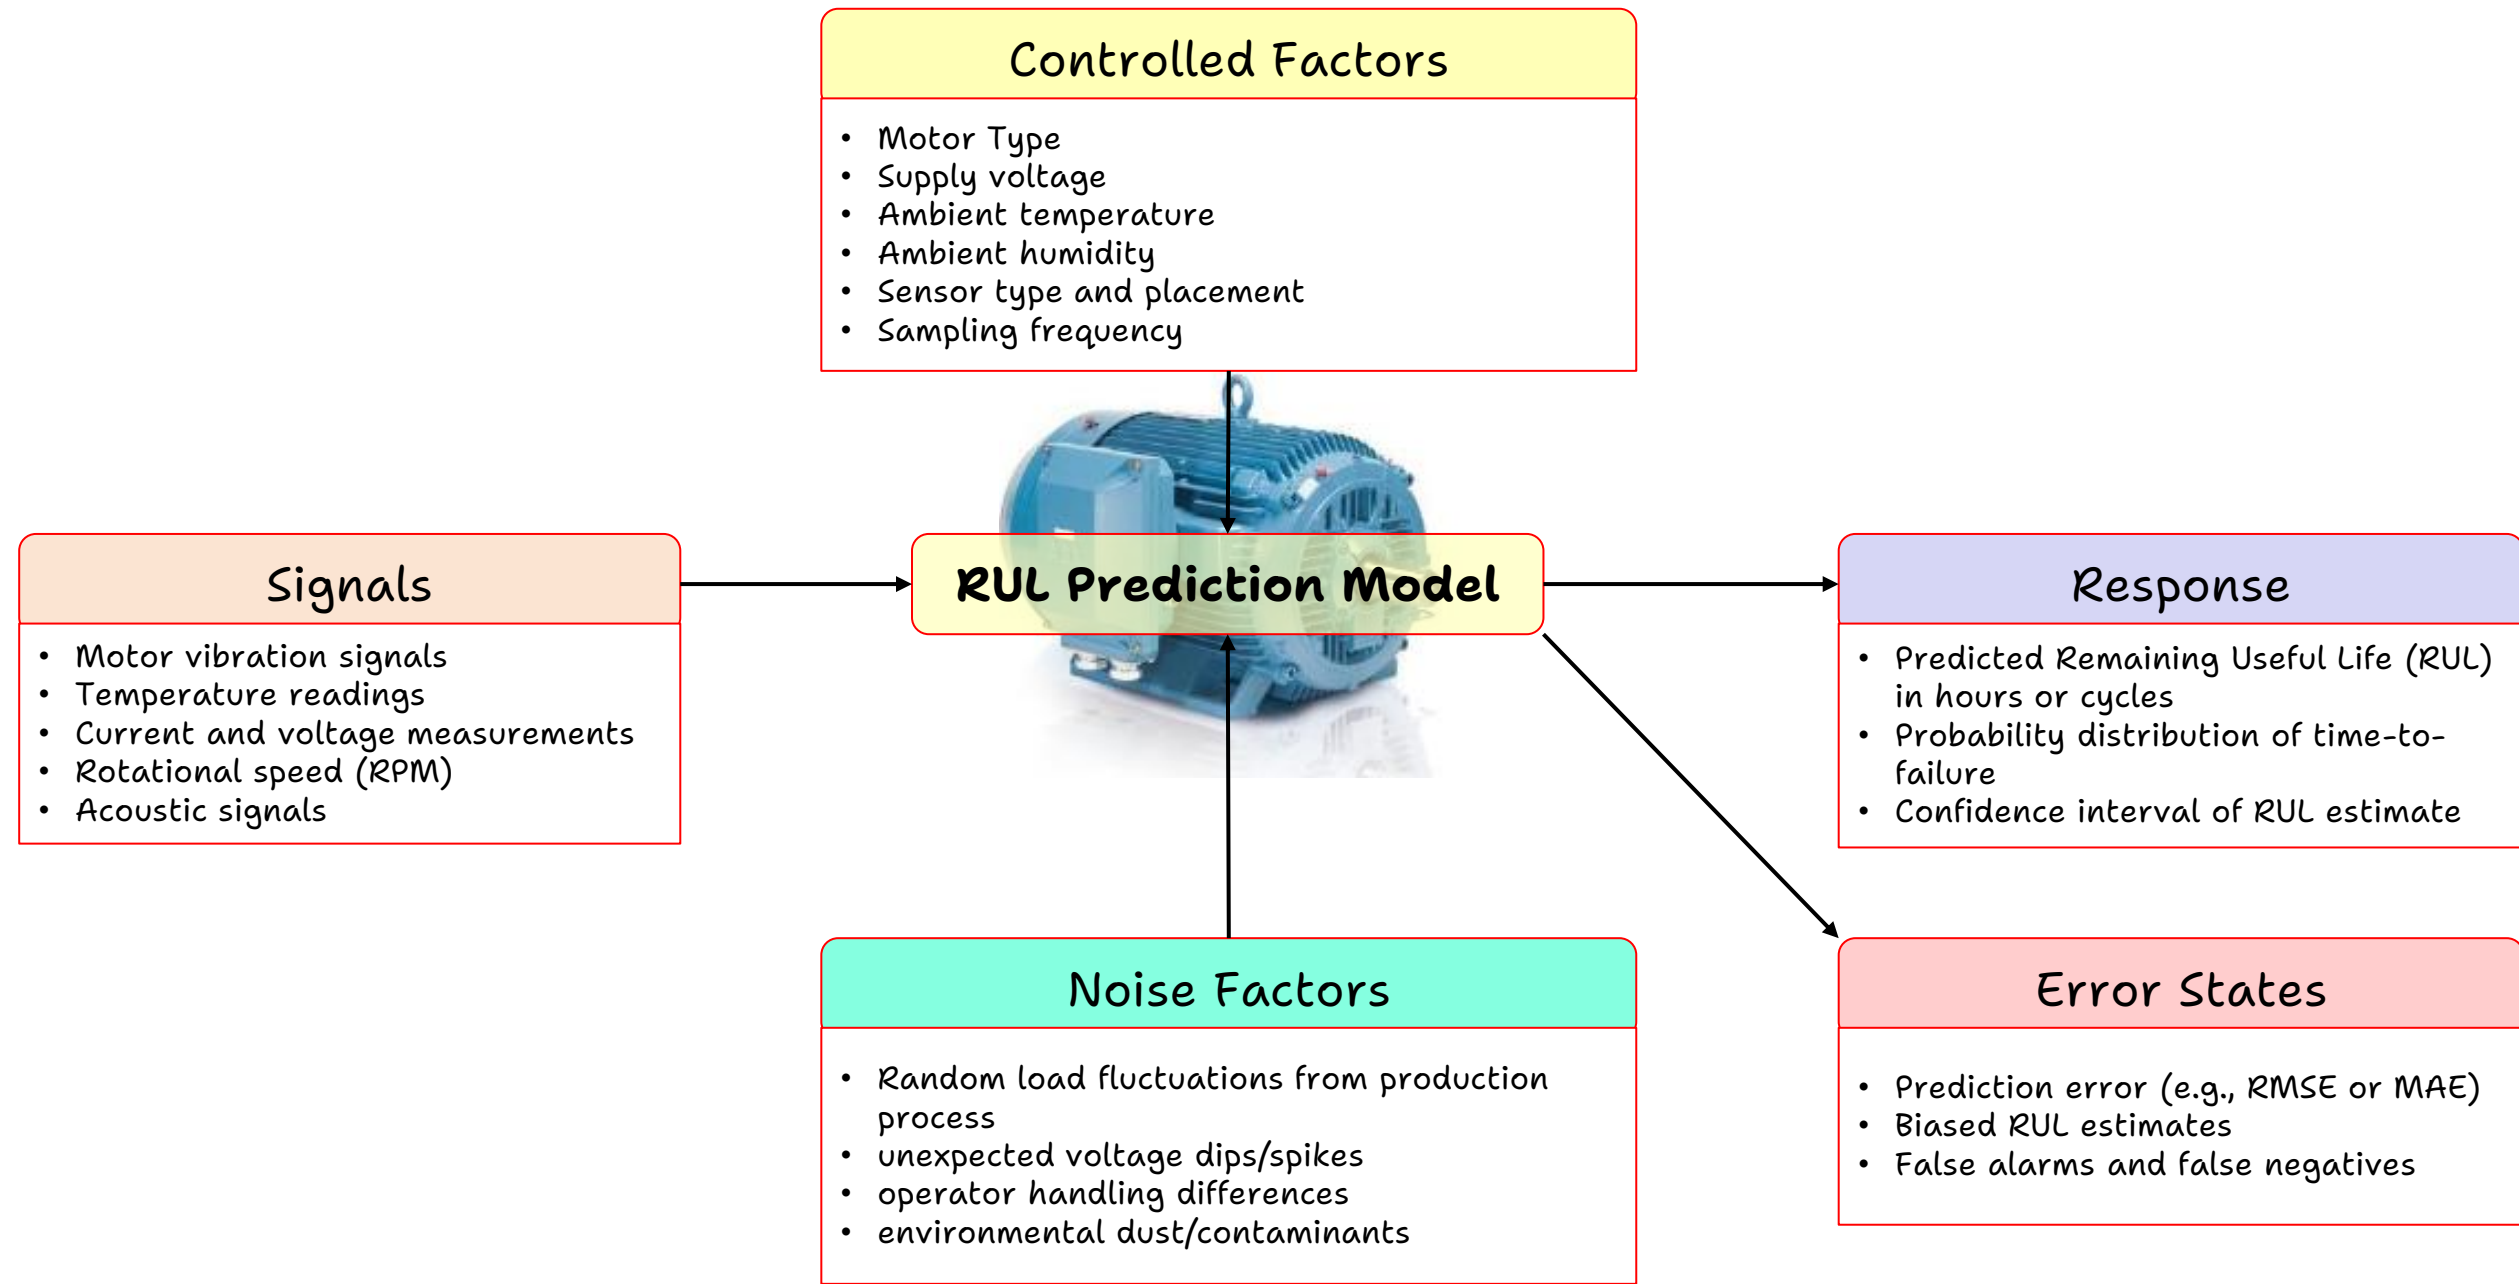 Controlled Factors
• Motor Type
• Supply voltage
• Ambient temperature
• Ambient humidity
• Sensor type and placement
• Sampling frequency
Signals
• Motor vibration signals
• Temperature readings
• Current and voltage measurements
• Rotational speed (RPM)
• Acoustic signals
RUL Prediction Model
Response
• Predicted Remaining Useful Life (RUL)
in hours or cycles
• Probability distribution of time-to-
failure
• Confidence interval of RUL estimate
Noise Factors
• Random load fluctuations from production
process
• unexpected voltage dips/spikes
• operator handling differences
• environmental dust/contaminants
Error States
• Prediction error (e.g., RMSE or MAE)
• Biased RUL estimates
• False alarms and false negatives